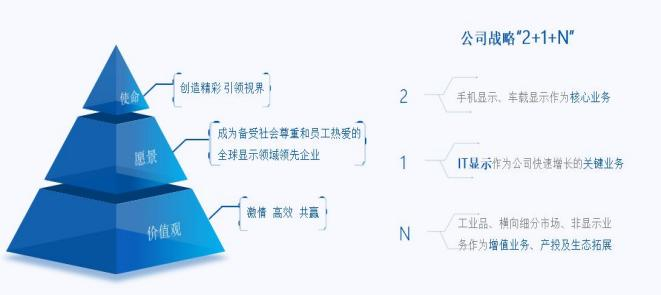 使命
创造精彩 引领视界
愿景
成为备受社会尊重和员工热爱的
全球显示领域领先企业
价值观
激情 高效 共赢
公司战略"2+1+N"
2
手机显示、车载显示作为核心业务
1
IT显示作为公司快速增长的关键业务
N
工业品、横向细分市场、非显示业
务作为增值业务、产投及生态拓展